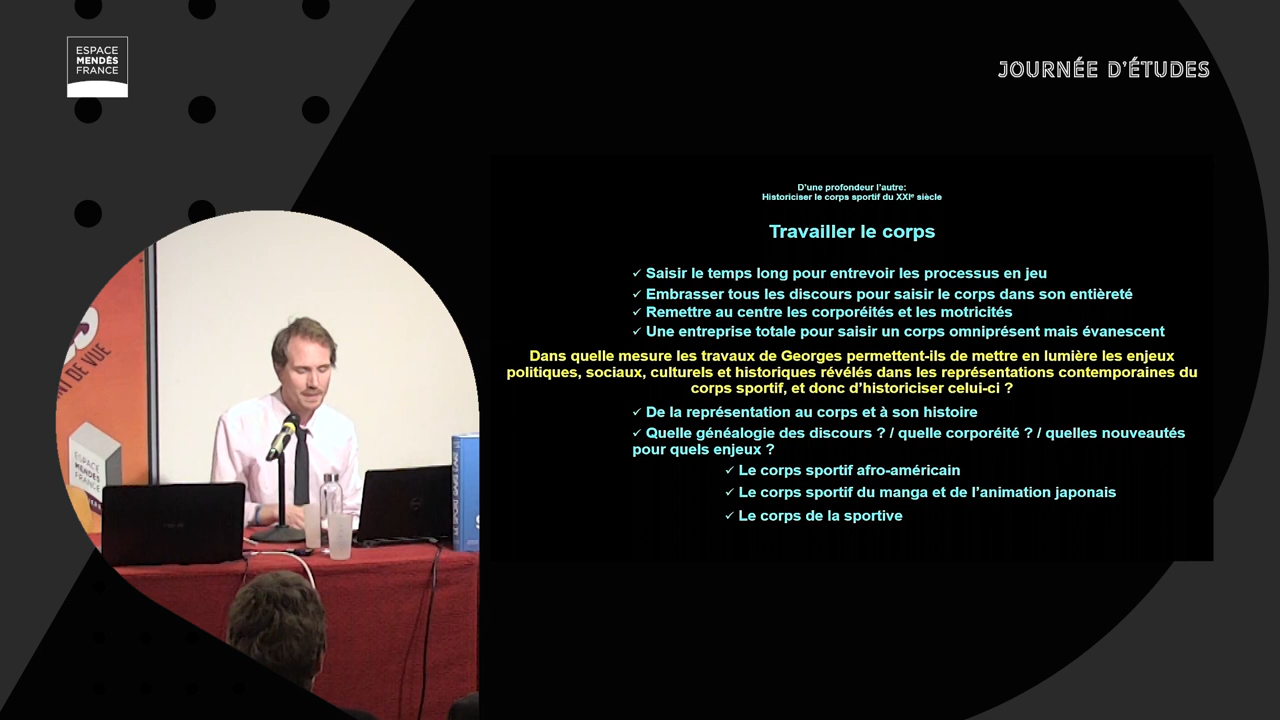 ESPACE
MENDÈS
FRANCE
JOURNÉE D'ÉTUDES
D'une profondeur l'autre:
Historiciser le corps sportif du XXIe siècle
Travailler le corps
✓ Saisir le temps long pour entrevoir les processus en jeu
✓ Embrasser tous les discours pour saisir le corps dans son entièreté
✓ Remettre au centre les corporéités et les motricités
✓ Une entreprise totale pour saisir un corps omniprésent mais évanescent
Dans quelle mesure les travaux de Georges permettent-ils de mettre en lumière les enjeux
politiques, sociaux, culturels et historiques révélés dans les représentations contemporaines du
corps sportif, et donc d'historiciser celui-ci ?
✓ De la représentation au corps et à son histoire
✓ Quelle généalogie des discours ? / quelle corporéité ? / quelles nouveautés
pour quels enjeux ?
✓ Le corps sportif afro-américain
✓ Le corps sportif du manga et de l'animation japonais
✓ Le corps de la sportive
DE VUE
ESPACE
MENDÈS
FRANCE